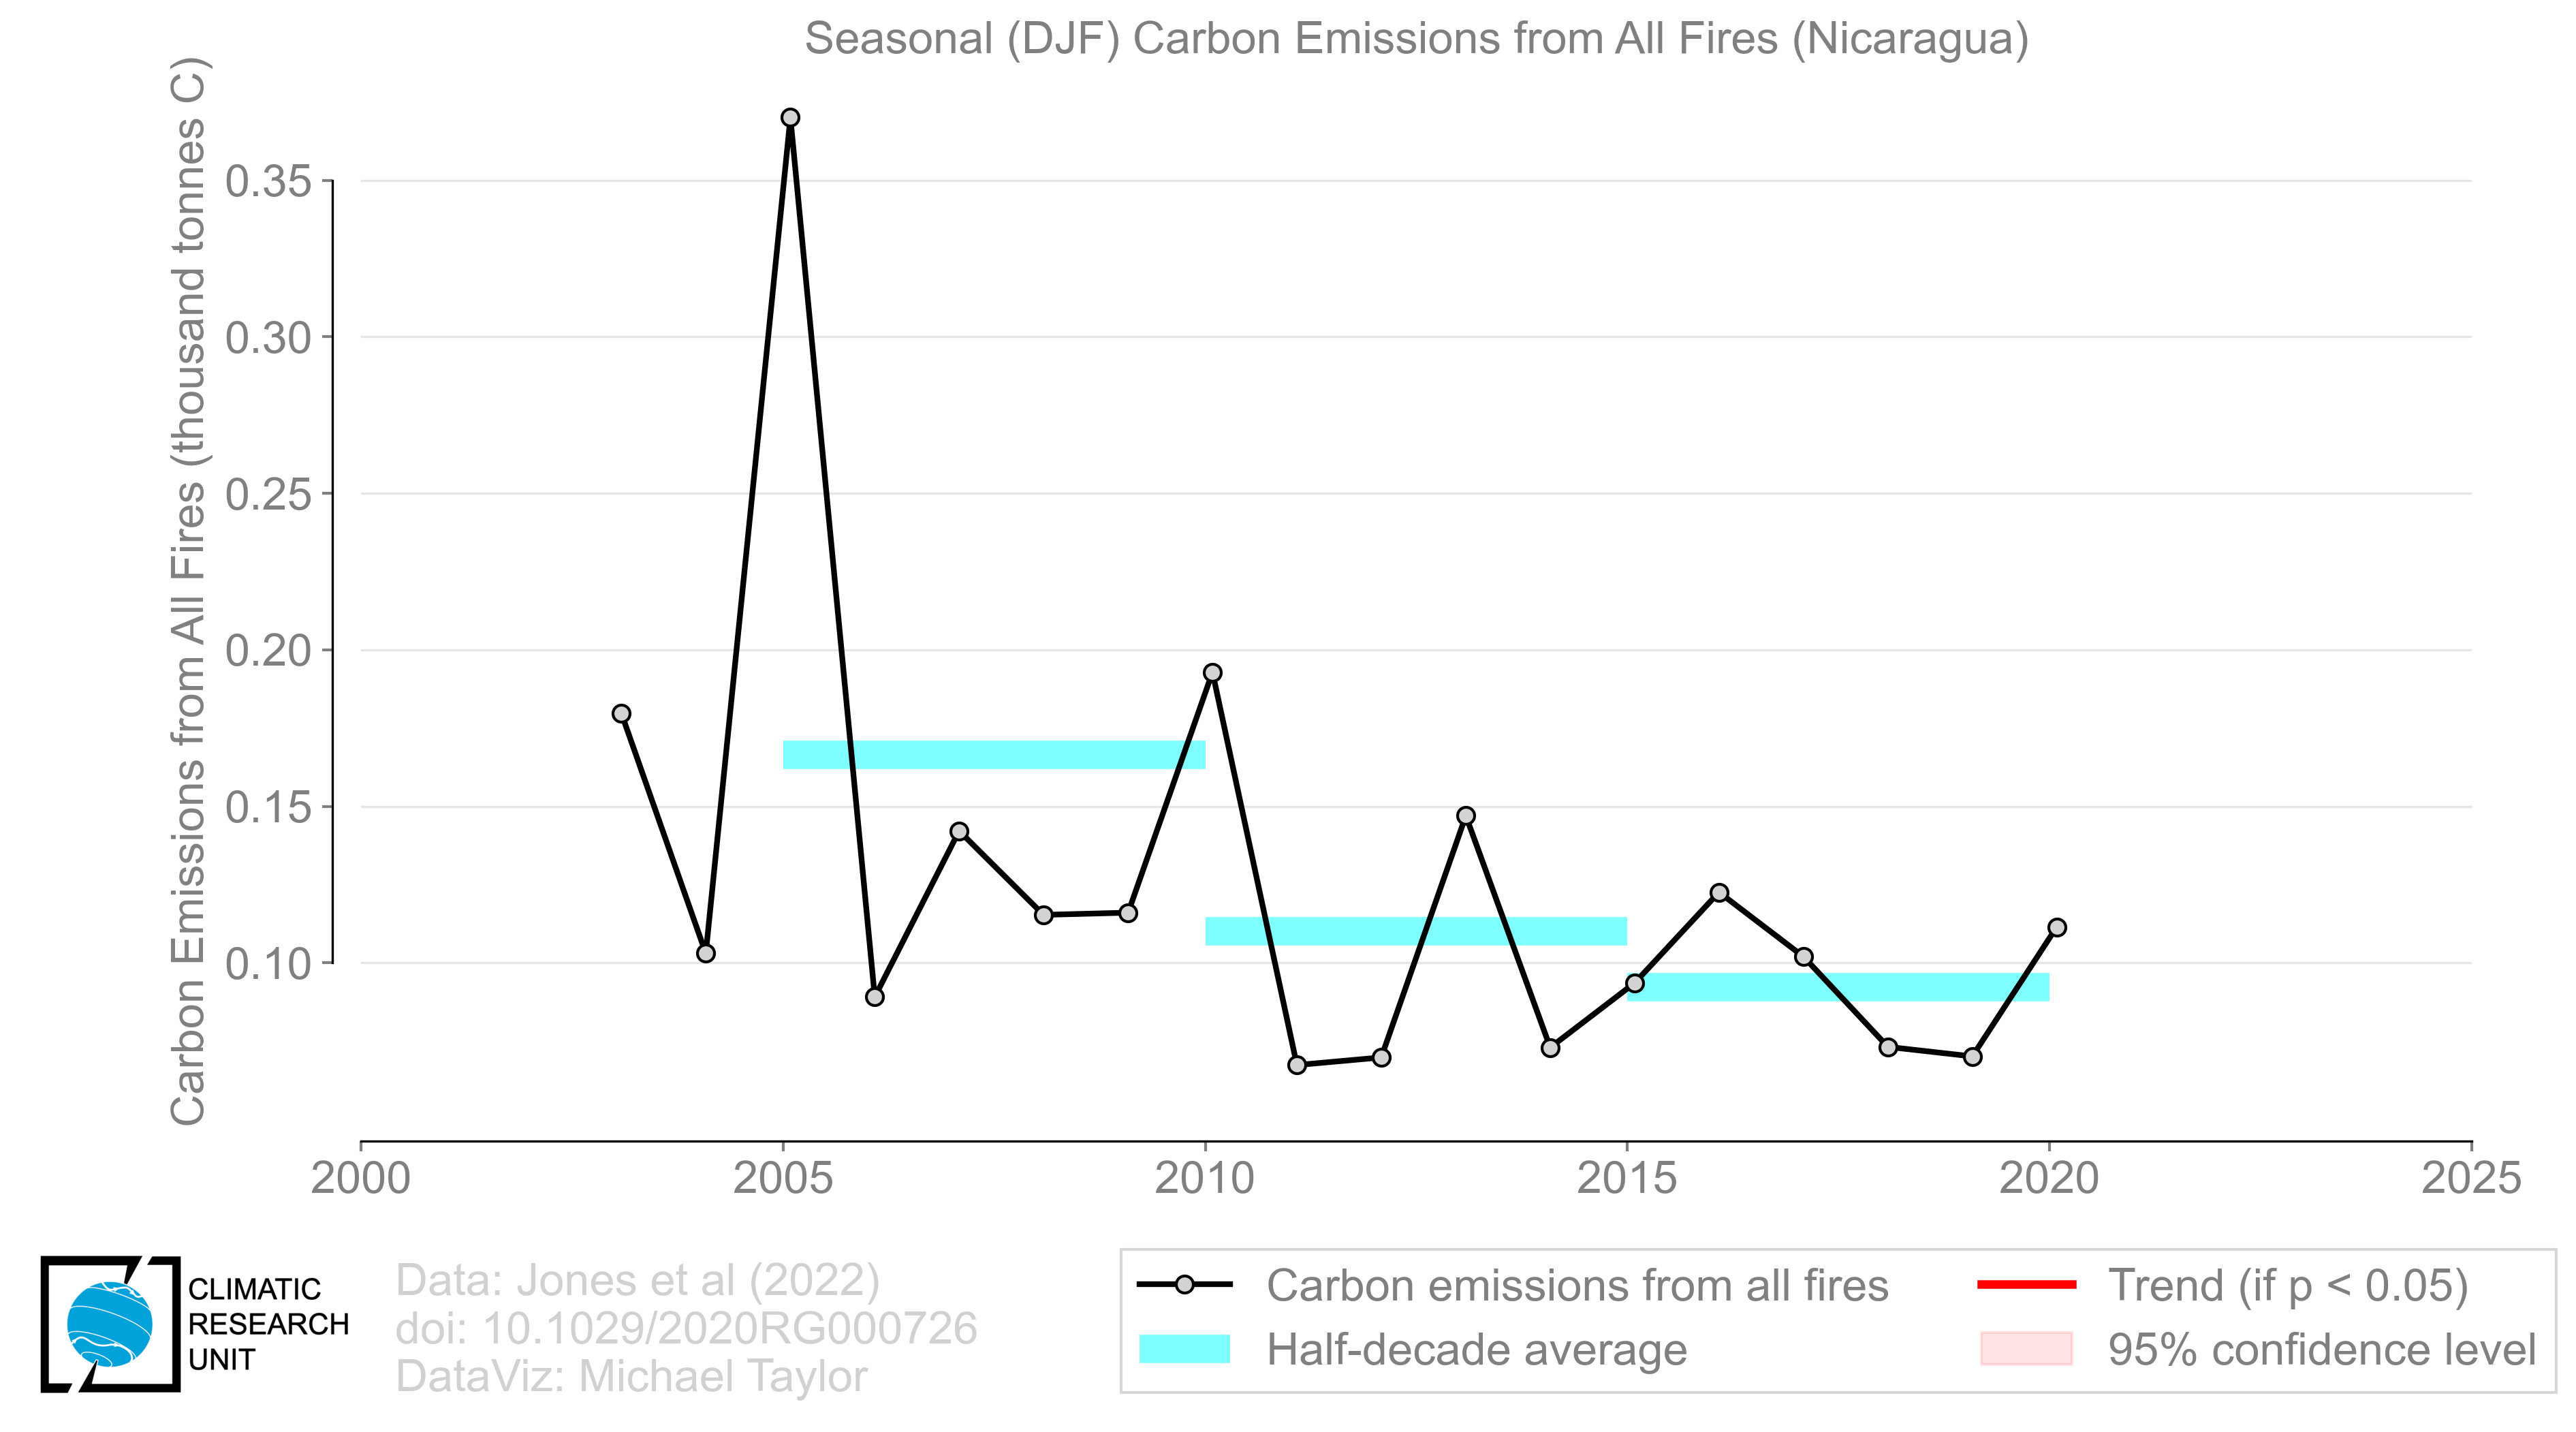 Seasonal (DJF) Carbon Emissions from All Fires (Nicaragua)
Carbon Emissions from All Fires (thousand tonnes C)
0.35
0.30
0.25
0.20
0.15
0.10
2000
2005
2010
2015
2020
2025
CLIMATIC
RESEARCH
UNIT
Data: Jones et al (2022)
doi: 10.1029/2020RG000726
DataViz: Michael Taylor
Carbon emissions from all fires
Half-decade average
Trend (if p < 0.05)
95% confidence level